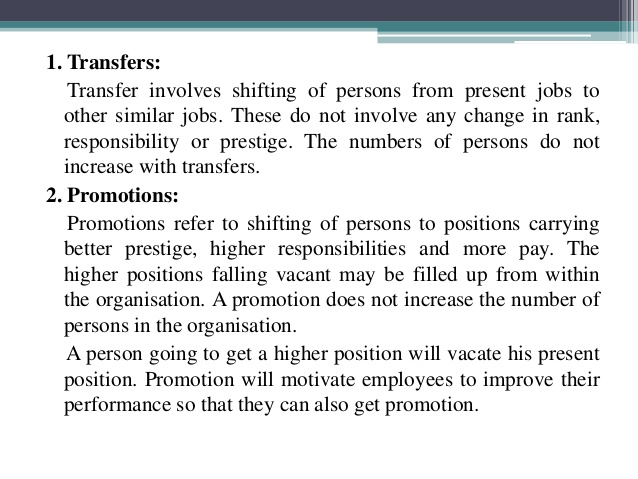 1. Transfers:
Transfer involves shifting of persons from present jobs to
other similar jobs. These do not involve any change in rank,
responsibility or prestige. The numbers of persons do not
increase with transfers.
2. Promotions:
Promotions refer to shifting of persons to positions carrying
better prestige, higher responsibilities and more pay. The
higher positions falling vacant may be filled up from within
the organisation. A promotion does not increase the number of
persons in the organisation.
A person going to get a higher position will vacate his present
position. Promotion will motivate employees to improve their
performance so that they can also get promotion.